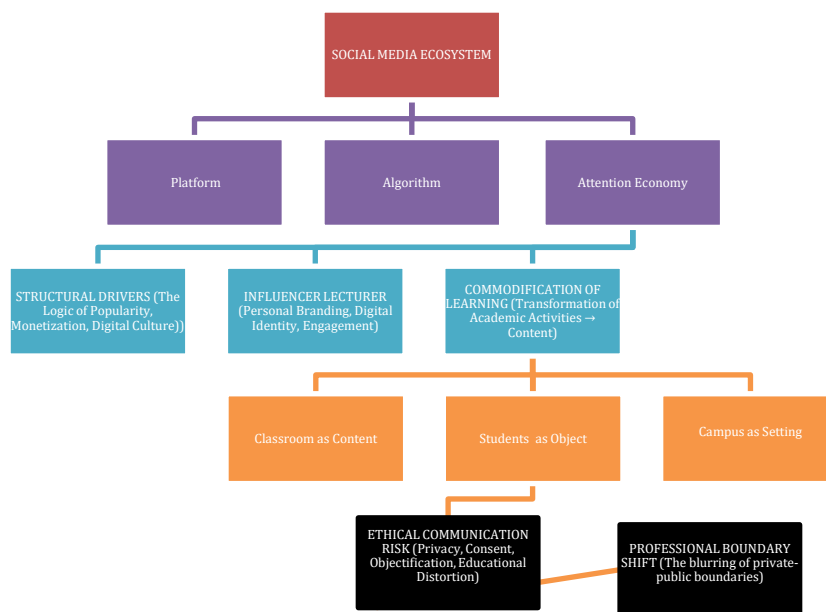 SOCIAL MEDIA ECOSYSTEM
Platform
Algorithm
Attention Economy
STRUCTURAL DRIVERS (The
Logic of Popularity,
Monetization, Digital Culture))
INFLUENCER LECTURER
(Personal Branding, Digital
Identity, Engagement)
COMMODIFICATION OF
LEARNING (Transformation of
Academic Activities →
Content)
Classroom as Content
Students as Object
Campus as Setting
ETHICAL COMMUNICATION
RISK (Privacy, Consent,
Objectification, Educational
Distortion)
PROFESSIONAL BOUNDARY
SHIFT (The blurring of private-
public boundaries)